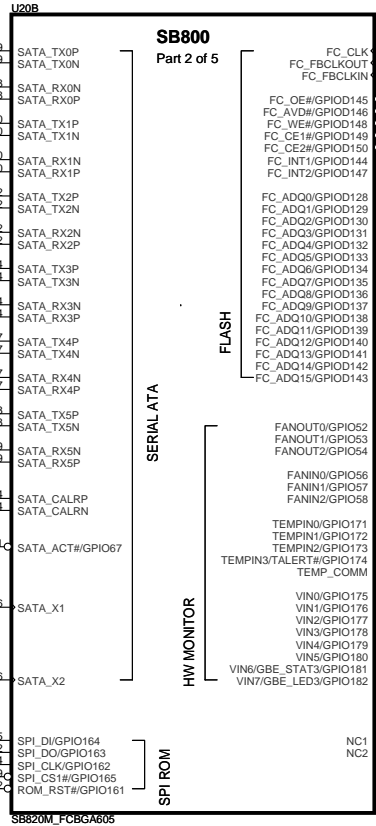 U20B
SB800
Part 2 of 5
SATA_TX0P
SATA_TX0N
SATA_RX0N
SATA_RX0P
SATA_TX1P
SATA_TX1N
SATA_RX1N
SATA_RX1P
SATA_TX2P
SATA_TX2N
SATA_RX2N
SATA_RX2P
SATA_TX3P
SATA_TX3N
SATA_RX3N
SATA_RX3P
SATA_TX4P
SATA_TX4N
SATA_RX4N
SATA_RX4P
SATA_TX5P
SATA_TX5N
SATA_RX5N
SATA_RX5P
SATA_CALRP
SATA_CALRN
SATA_ACT#/GPIO67
SATA_X1
SATA_X2
SERIAL ATA
SPI_DI/GPIO164
SPI_DO/GPIO163
SPI_CLK/GPIO162
SPI_CS1#/GPIO165
ROM_RST#/GPIO161
SPI ROM
FC_CLK
FC_FBCLKOUT
FC_FBCLKIN
FC_OE#/GPIOD145
FC_AVD#/GPIOD146
FC_WE#/GPIOD148
FC_CE1#/GPIOD149
FC_CE2#/GPIOD150
FC_INT1/GPIOD144
FC_INT2/GPIOD147
FC_ADQ0/GPIOD128
FC_ADQ1/GPIOD129
FC_ADQ2/GPIOD130
FC_ADQ3/GPIOD131
FC_ADQ4/GPIOD132
FC_ADQ5/GPIOD133
FC_ADQ6/GPIOD134
FC_ADQ7/GPIOD135
FC_ADQ8/GPIOD136
FC_ADQ9/GPIOD137
FC_ADQ10/GPIOD138
FC_ADQ11/GPIOD139
FC_ADQ12/GPIOD140
FC_ADQ13/GPIOD141
FC_ADQ14/GPIOD142
FC_ADQ15/GPIOD143
FLASH
FANOUT0/GPIO52
FANOUT1/GPIO53
FANOUT2/GPIO54
FANIN0/GPIO56
FANIN1/GPIO57
FANIN2/GPIO58
TEMPIN0/GPIO171
TEMPIN1/GPIO172
TEMPIN2/GPIO173
TEMPIN3/TALERT#/GPIO174
TEMP_COMM
VIN0/GPIO175
VIN1/GPIO176
VIN2/GPIO177
VIN3/GPIO178
VIN4/GPIO179
VIN5/GPIO180
VIN6/GBE_STAT3/GPIO181
VIN7/GBE_LED3/GPIO182
HW MONITOR
NC1
NC2
SB820M_FCBGA605